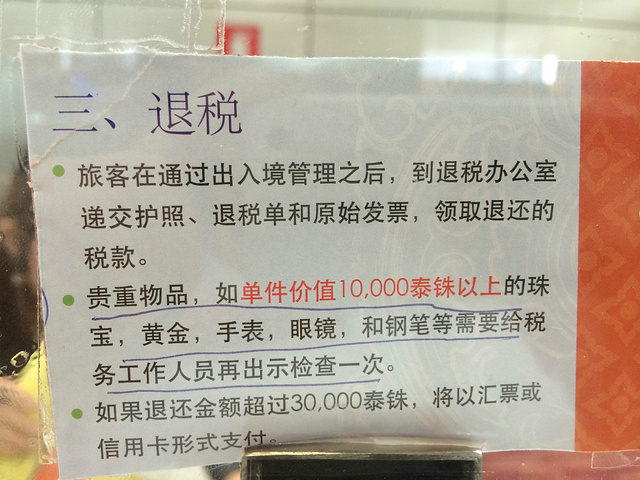 三、退税
• 旅客在通过出入境管理之后，到退税办公室
递交护照、退税单和原始发票，领取退还的
税款。
• 贵重物品，如单件价值10,000泰铢以上的珠
宝，黄金，手表，眼镜，和钢笔等需要给税
务工作人员再出示检查一次。
• 如果退还金额超过30,000泰铢，将以汇票或
信用卡形式支付。